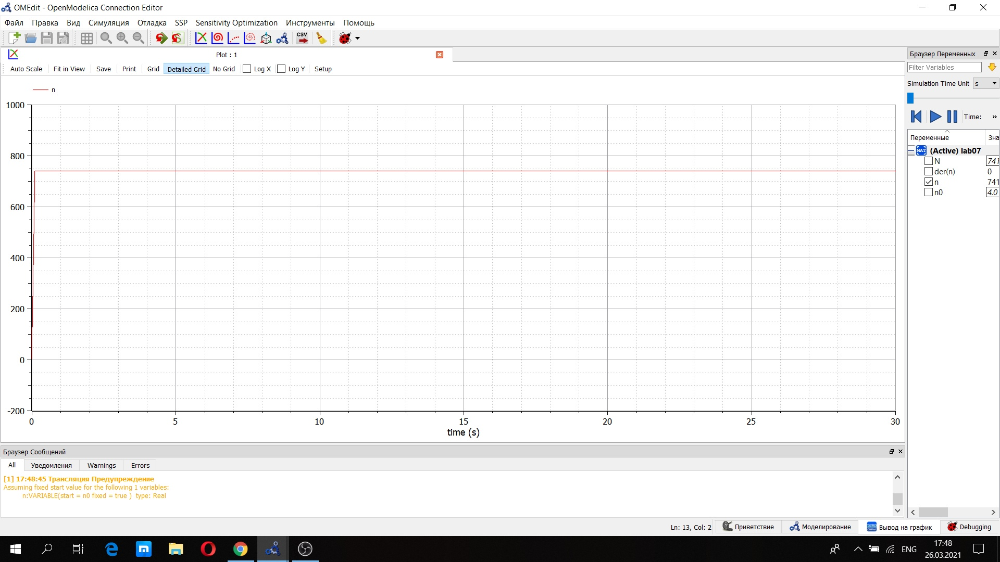 OMEdit - OpenModelica Connection Editor
Файл Правка Вид Симуляция Отладка SSP Sensitivity Optimization Инструменты Помощь
CSV
Plot : 1
Auto Scale Fit in View Save Print Grid Detailed Grid No Grid Log X Log Y Setup
n
1000
800
600
400
200
0
-200
0 5 10 15 20 25 30
time (s)
Браузер Переменных
Filter Variables
Simulation Time Unit s
Time: »
Переменные Зна
MAT (Active) lab07
N 741
der(n) 0
n 741
n0 4.0
Браузер Сообщений
All Уведомления Warnings Errors
[1] 17:48:45 Трансляция Предупреждение
Assuming fixed start value for the following 1 variables:
n:VARIABLE(start = n0 fixed = true ) type: Real
Ln: 13, Col: 2 Приветствие Моделирование Вывод на график Debugging
ENG
17:48
26.03.2021